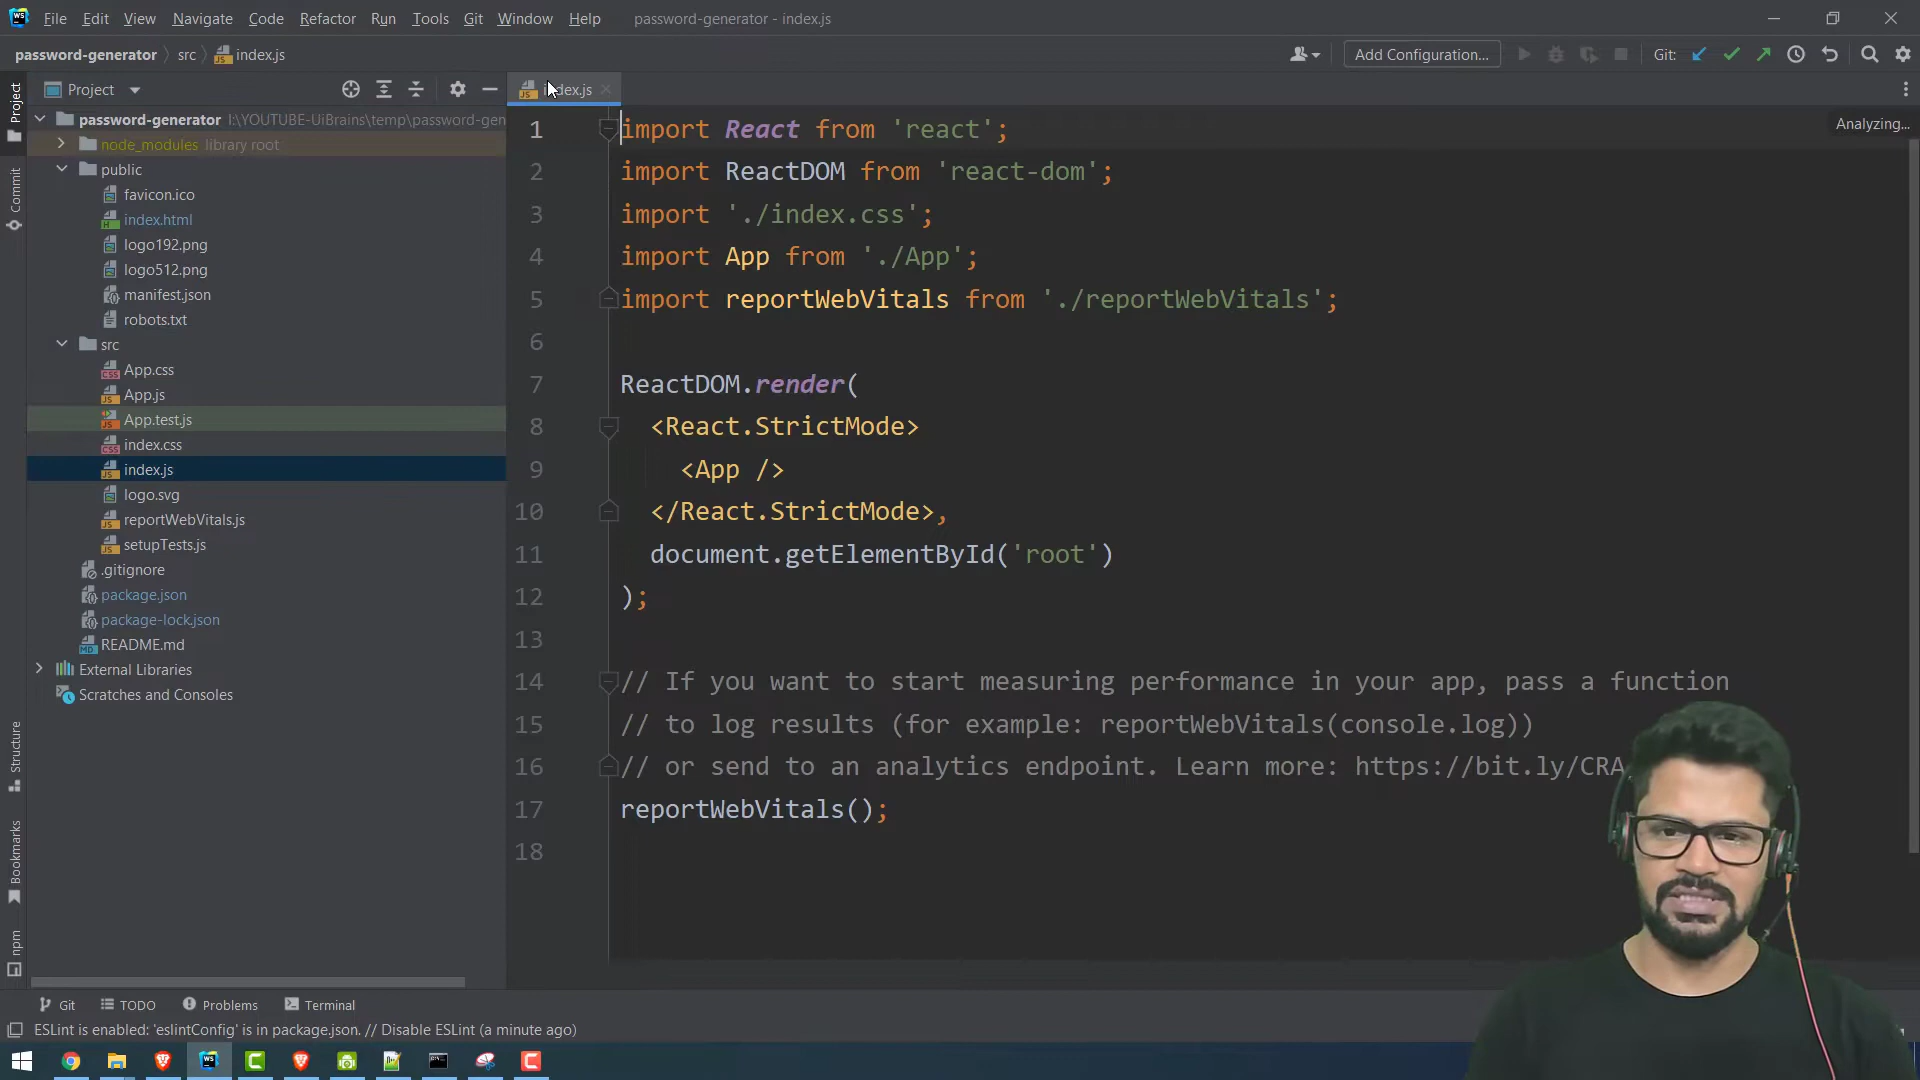 File Edit View Navigate Code Refactor Run Tools Git Window Help password-generator - index.js
password-generator src index.js Add Configuration... Git:
Project
index.js
Analyzing...
password-generator I:\YOUTUBE-UiBrains\temp\password-gen
node_modules library root
public
favicon.ico
index.html
logo192.png
logo512.png
manifest.json
robots.txt
src
App.css
App.js
App.test.js
index.css
index.js
logo.svg
reportWebVitals.js
setupTests.js
.gitignore
package.json
package-lock.json
README.md
External Libraries
Scratches and Consoles
Project
Commit
Structure
Bookmarks
npm
1 import React from 'react';
2 import ReactDOM from 'react-dom';
3 import './index.css';
4 import App from './App';
5 import reportWebVitals from './reportWebVitals';
6
7 ReactDOM.render(
8 <React.StrictMode>
9 <App />
10 </React.StrictMode>,
11 document.getElementById('root')
12 );
13
14 // If you want to start measuring performance in your app, pass a function
15 // to log results (for example: reportWebVitals(console.log))
16 // or send to an analytics endpoint. Learn more: https://bit.ly/CRA
17 reportWebVitals();
18
Git TODO Problems Terminal
ESLint is enabled: 'eslintConfig' is in package.json. // Disable ESLint (a minute ago)